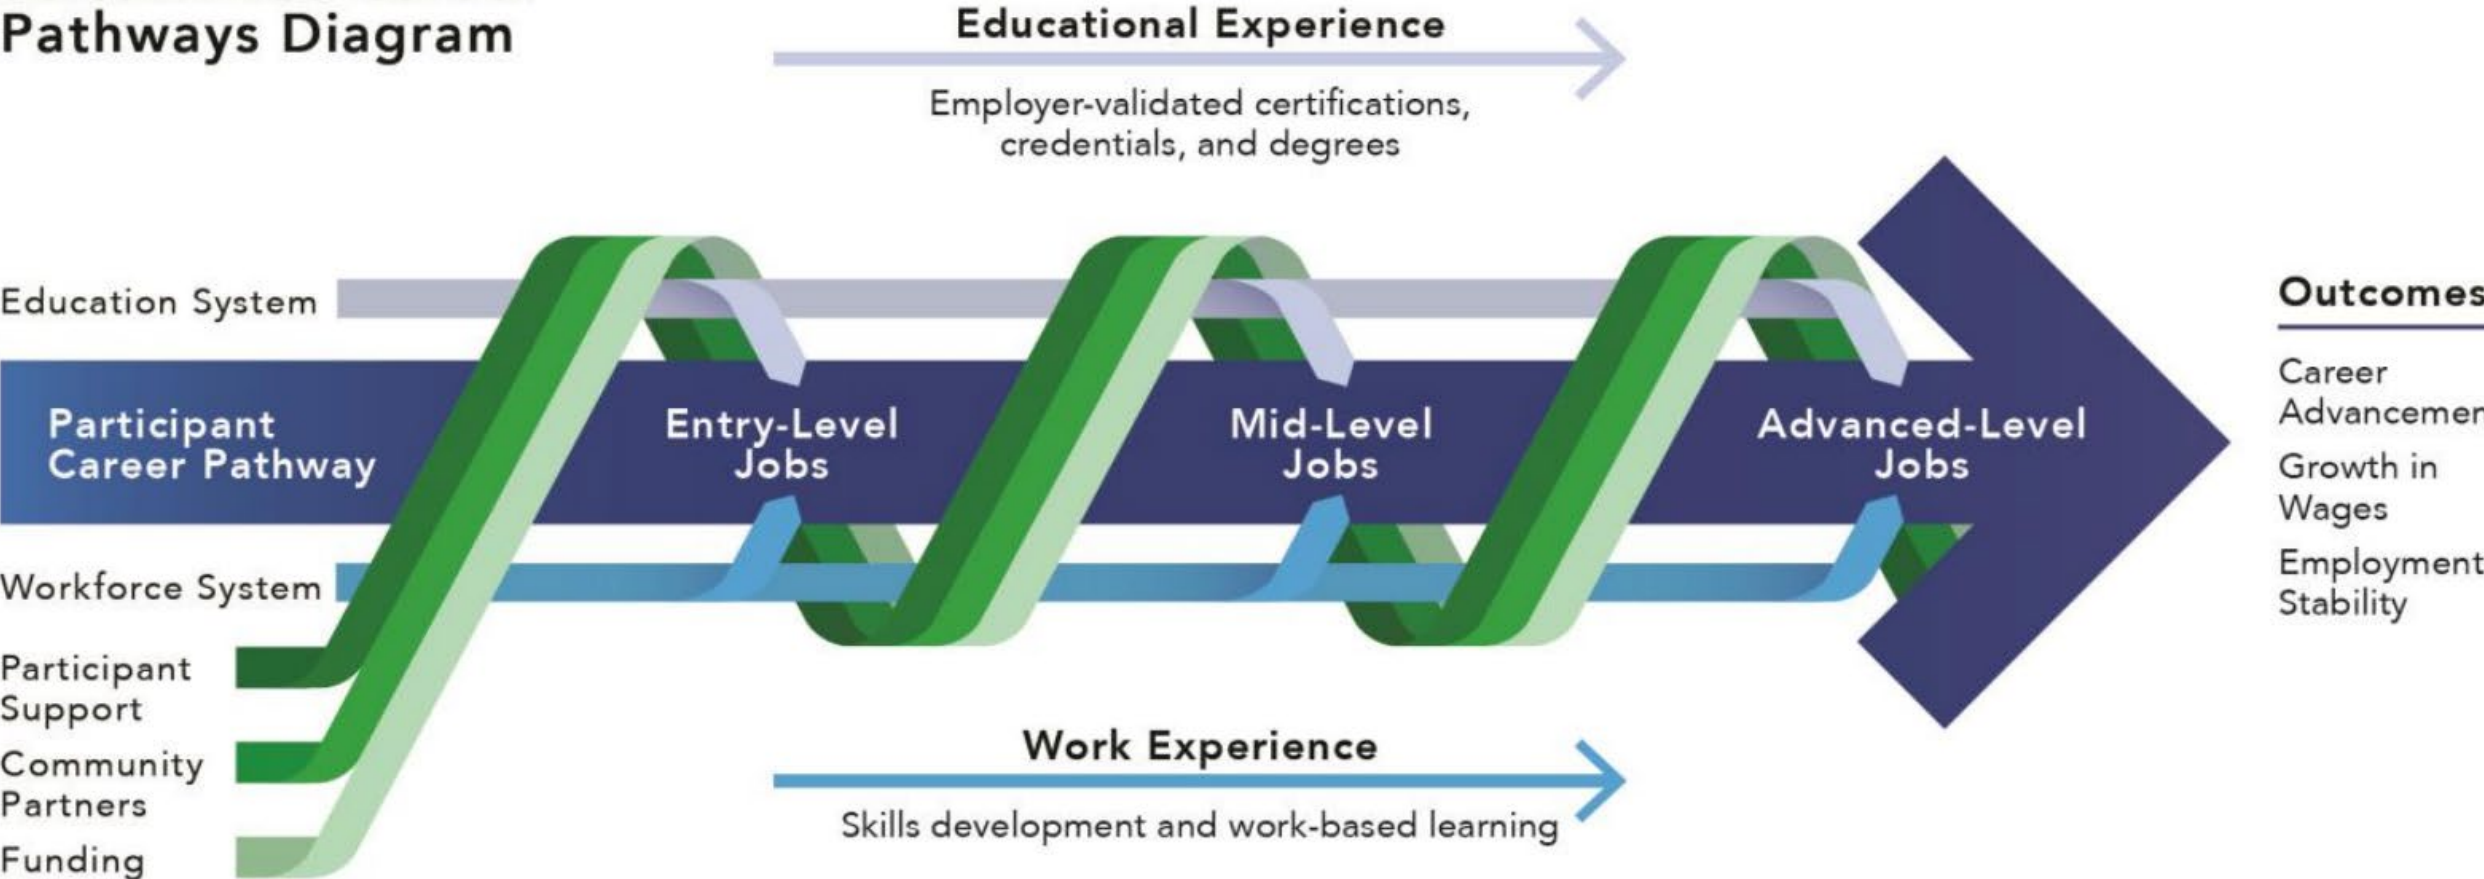 Pathways Diagram
Educational Experience
Employer-validated certifications,
credentials, and degrees
Education System
Participant
Career Pathway
Entry-Level
Jobs
Mid-Level
Jobs
Advanced-Level
Jobs
Workforce System
Participant
Support
Community
Partners
Funding
Work Experience
Skills development and work-based learning
Outcomes
Career
Advancemen
Growth in
Wages
Employment
Stability